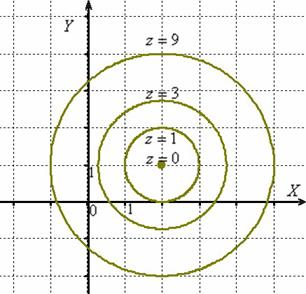 Y
z = 9
z = 3
z = 1
z = 0
1
X
0
1